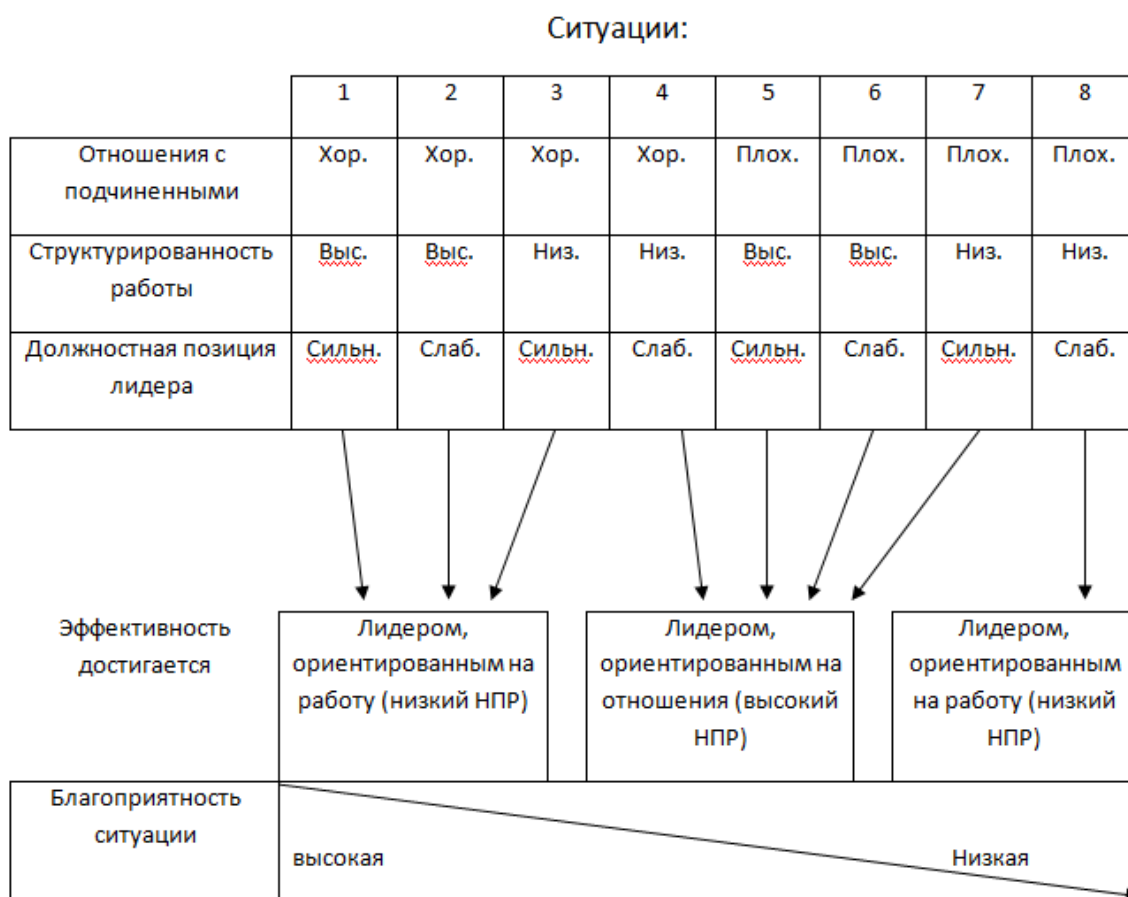 Ситуации:
1 2 3 4 5 6 7 8
Отношения с Хор. Хор. Хор. Хор. Плох. Плох. Плох. Плох.
подчиненными
Структурированность Выс. Выс. Низ. Низ. Выс. Выс. Низ. Низ.
работы
Должностная позиция Сильн. Слаб. Сильн. Слаб. Сильн. Слаб. Сильн. Слаб.
лидера
Эффективность
достигается
Лидером,
ориентированным на
работу (низкий НПР)
Лидером,
ориентированным на
отношения (высокий
НПР)
Лидером,
ориентированным
на работу (низкий
НПР)
Благоприятность
ситуации
высокая Низкая